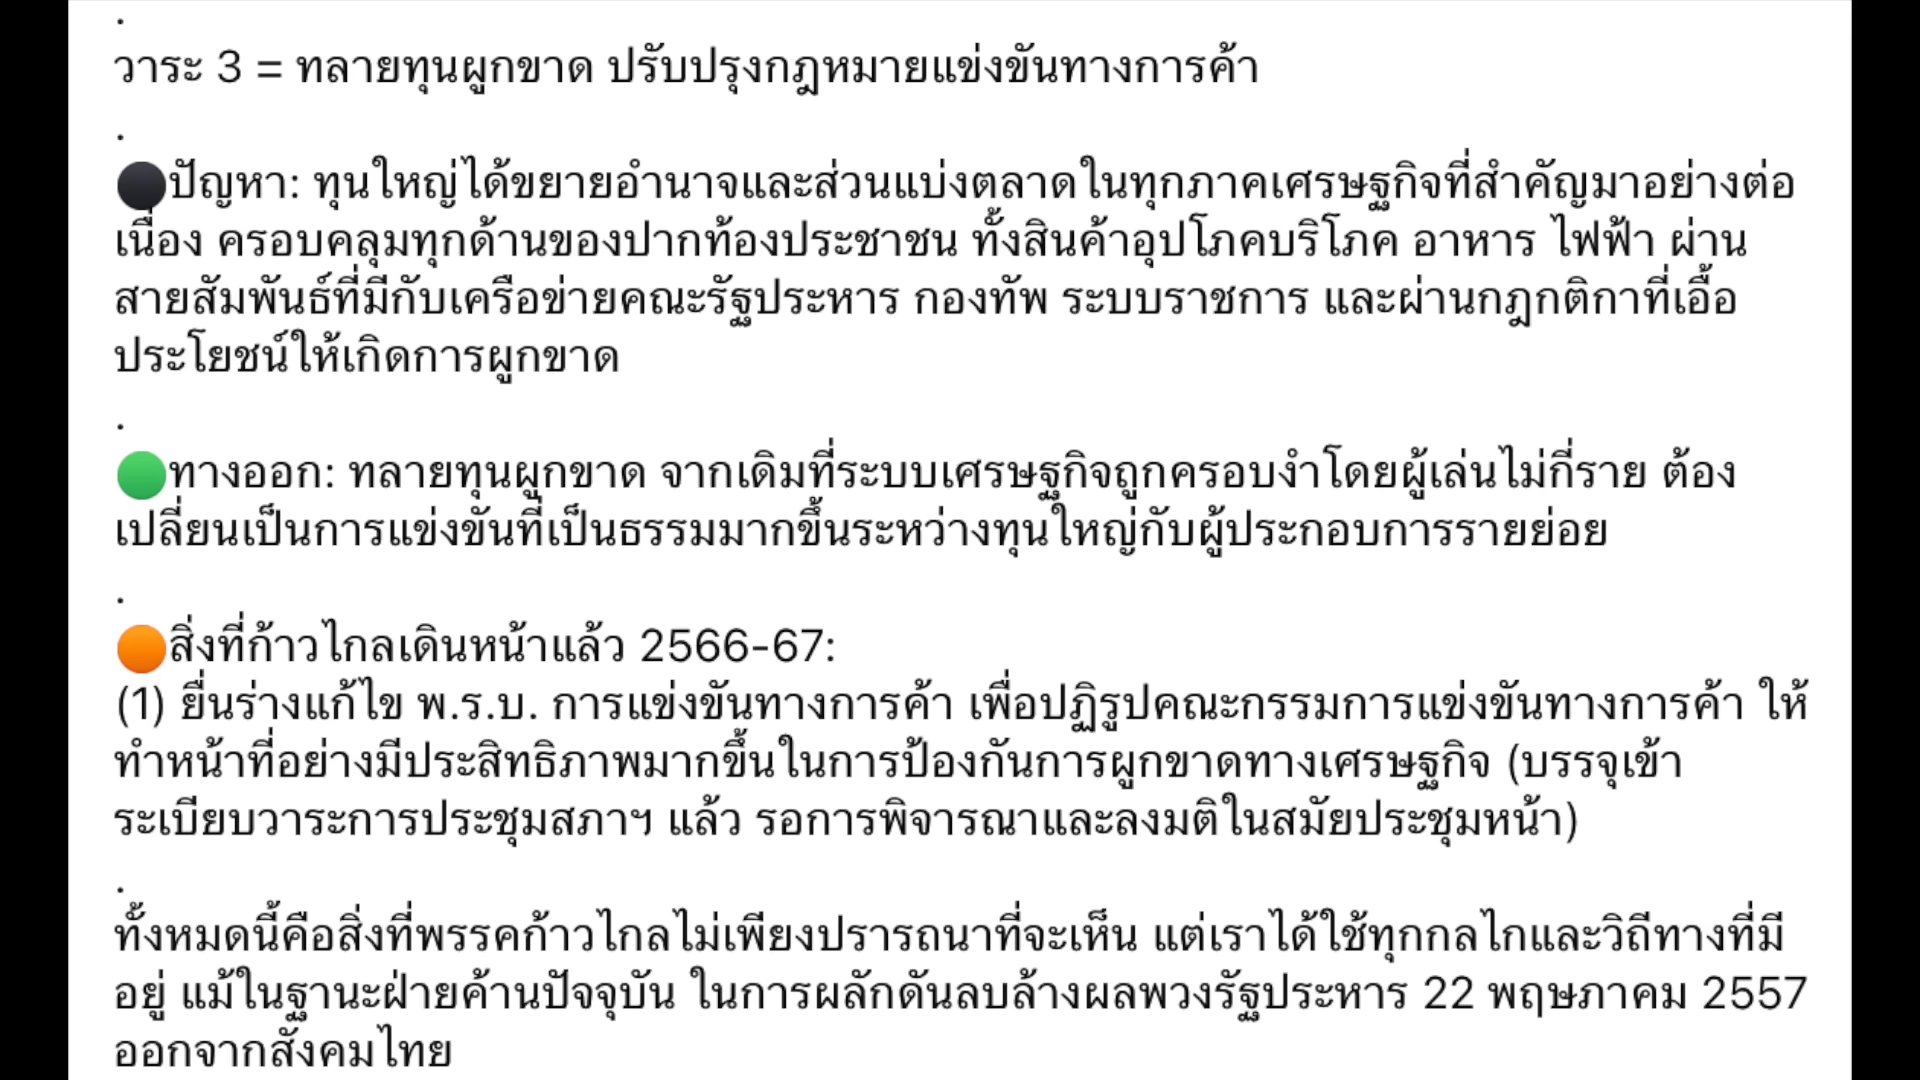 .
วาระ 3 = ทลายทุนผูกขาด ปรับปรุงกฎหมายแข่งขันทางการค้า
.
⚫ปัญหา: ทุนใหญ่ได้ขยายอำนาจและส่วนแบ่งตลาดในทุกภาคเศรษฐกิจที่สำคัญมาอย่างต่อ
เนื่อง ครอบคลุมทุกด้านของปากท้องประชาชน ทั้งสินค้าอุปโภคบริโภค อาหาร ไฟฟ้า ผ่าน
สายสัมพันธ์ที่มีกับเครือข่ายคณะรัฐประหาร กองทัพ ระบบราชการ และผ่านกฎกติกาที่เอื้อ
ประโยชน์ให้เกิดการผูกขาด
.
🟢ทางออก: ทลายทุนผูกขาด จากเดิมที่ระบบเศรษฐกิจถูกครอบงำโดยผู้เล่นไม่กี่ราย ต้อง
เปลี่ยนเป็นการแข่งขันที่เป็นธรรมมากขึ้นระหว่างทุนใหญ่กับผู้ประกอบการรายย่อย
.
🟠สิ่งที่ก้าวไกลเดินหน้าแล้ว 2566-67:
(1) ยื่นร่างแก้ไข พ.ร.บ. การแข่งขันทางการค้า เพื่อปฏิรูปคณะกรรมการแข่งขันทางการค้า ให้
ทำหน้าที่อย่างมีประสิทธิภาพมากขึ้นในการป้องกันการผูกขาดทางเศรษฐกิจ (บรรจุเข้า
ระเบียบวาระการประชุมสภาฯ แล้ว รอการพิจารณาและลงมติในสมัยประชุมหน้า)
.
ทั้งหมดนี้คือสิ่งที่พรรคก้าวไกลไม่เพียงปรารถนาที่จะเห็น แต่เราได้ใช้ทุกกลไกและวิถีทางที่มี
อยู่ แม้ในฐานะฝ่ายค้านปัจจุบัน ในการผลักดันลบล้างผลพวงรัฐประหาร 22 พฤษภาคม 2557
ออกจากสังคมไทย